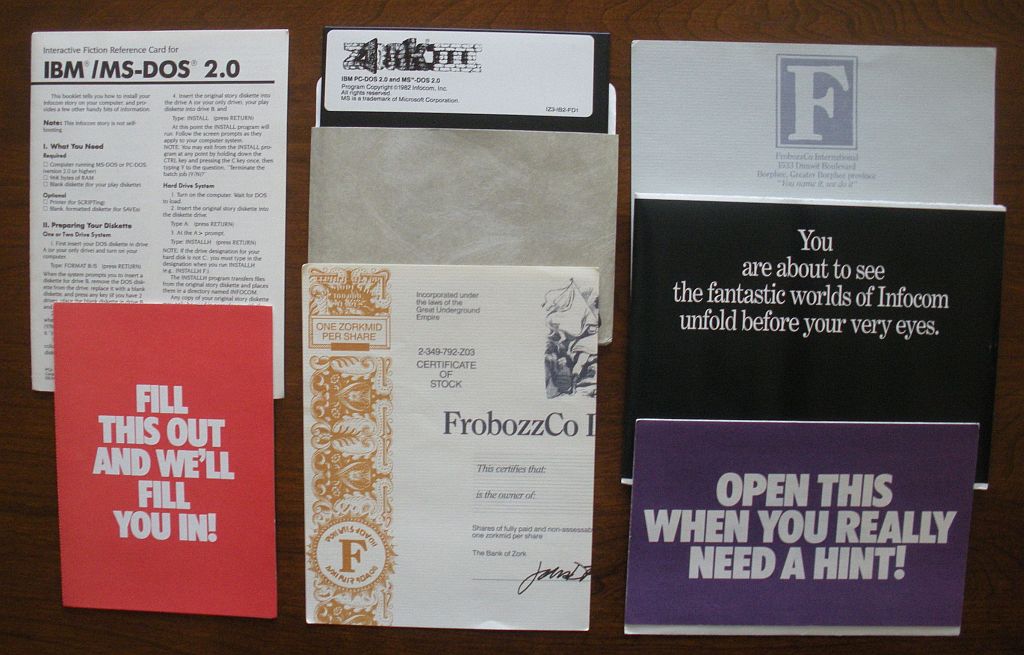 Interactive Fiction Reference Card for
IBM®/MS-DOS® 2.0
This booklet tells you how to install your
Infocom story on your computer, and pro-
vides a few other handy bits of information.
Note: This Infocom story is not self-
booting.
I. What You Need
Required
□ Computer running MS-DOS or PC-DOS
(version 2.0 or higher)
□ 96K bytes of RAM
□ Blank diskette (for your play diskette)
Optional
□ Printer (for SCRIPTing)
□ Blank, formatted diskette (for SAVEs)
II. Preparing Your Diskette
One or Two Drive System
1. First insert your DOS diskette in drive
A (or your only drive) and turn on your
computer.
Type: FORMAT B:/S (press RETURN)
When the system prompts you to insert a
diskette for drive B, remove the DOS disk-
ette from the drive, replace it with a blank
diskette, and press any key (if you have 2
4. Insert the original story diskette into
the drive A (or your only drive), your play
diskette into drive B, and
Type: INSTALL (press RETURN)
At this point the INSTALL program will
run. Follow the screen prompts as they
apply to your computer system.
NOTE: You may exit from the INSTALL pro-
gram at any point by holding down the
CTRL key and pressing the C key once, then
typing Y to the question, "Terminate the
batch job (Y/N)?"
Hard Drive System
1. Turn on the computer. Wait for DOS
to load.
2. Insert the original story diskette into
the diskette drive.
Type: A: (press RETURN)
3. At the A> prompt,
Type: INSTALLH (press RETURN)
NOTE: If the drive designation for your
hard disk is not C:, you must type in the
designation when you run INSTALLH
(e.g. INSTALLH F:)
The INSTALLH program transfers files
from the original story diskette and places
them in a directory named INFOCOM.
Any copy of your original story diskette
FILL
THIS OUT
AND WE'LL
FILL
YOU IN!
Zork III
IBM PC-DOS 2.0 and MS™-DOS 2.0
Program Copyright ©1982 Infocom, Inc.
All rights reserved.
MS is a trademark of Microsoft Corporation.
IZ3-IB2-FD1
ONE ZORKMID
PER SHARE
Incorporated under
the laws of the
Great Underground
Empire
2-349-792-Z03
CERTIFICATE
OF
STOCK
FrobozzCo I
This certifies that:
is the owner of:
Shares of fully paid and non-assessab
one zorkmid per share
The Bank of Zork
F
F
FrobozzCo International
1533 Dimwit Boulevard
Borphee, Greater Borphee province
"You name it, we do it"
You
are about to see
the fantastic worlds of Infocom
unfold before your very eyes.
OPEN THIS
WHEN YOU REALLY
NEED A HINT!